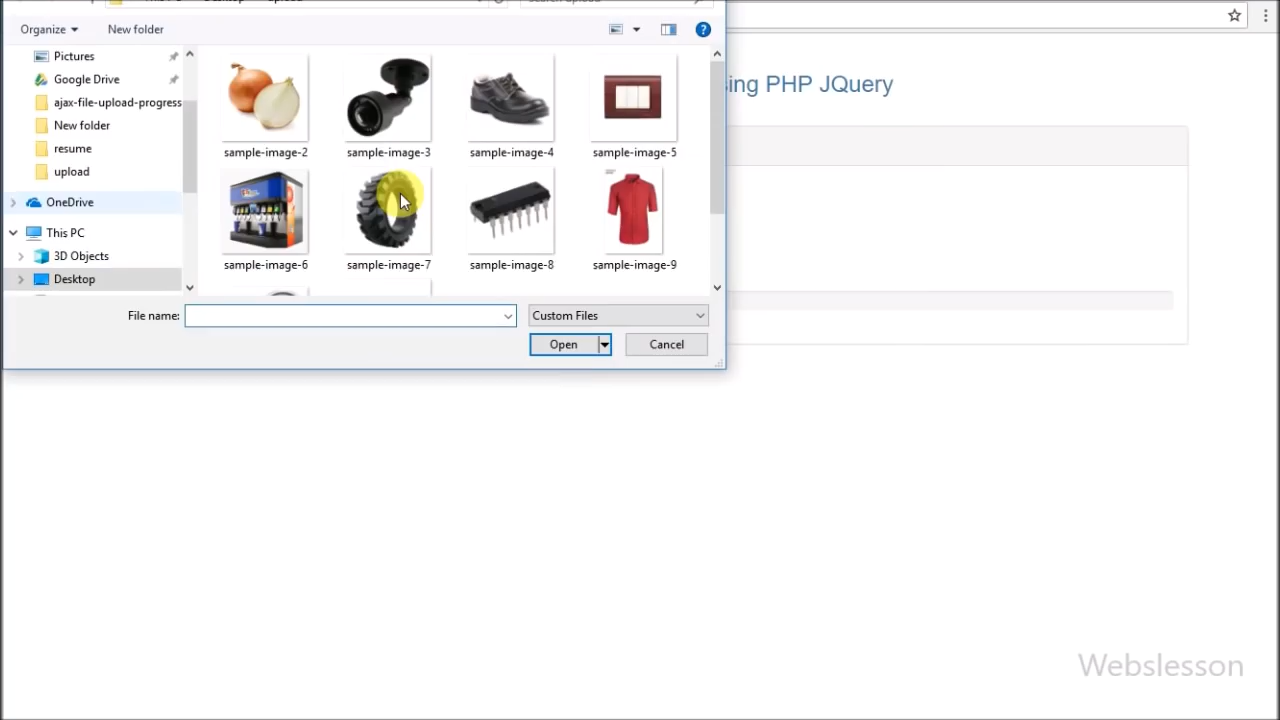 Organize
New folder
Pictures
Google Drive
ajax-file-upload-progress
New folder
resume
upload
OneDrive
This PC
3D Objects
Desktop
sample-image-2
sample-image-3
sample-image-4
sample-image-5
sample-image-6
sample-image-7
sample-image-8
sample-image-9
File name:
Custom Files
Open
Cancel
sing PHP JQuery
Webslesson